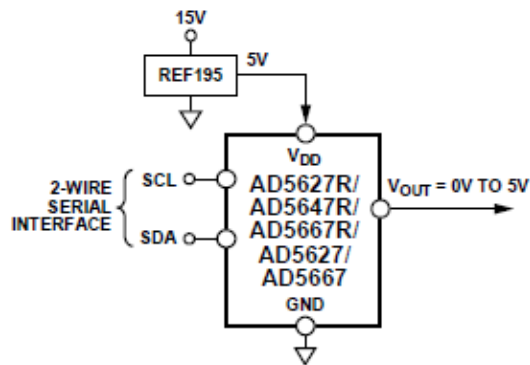 15V
REF195
5V
VDD
2-WIRE
SERIAL
INTERFACE
SCL
SDA
AD5627R/
AD5647R/
AD5667R/
AD5627/
AD5667
GND
VOUT = 0V TO 5V